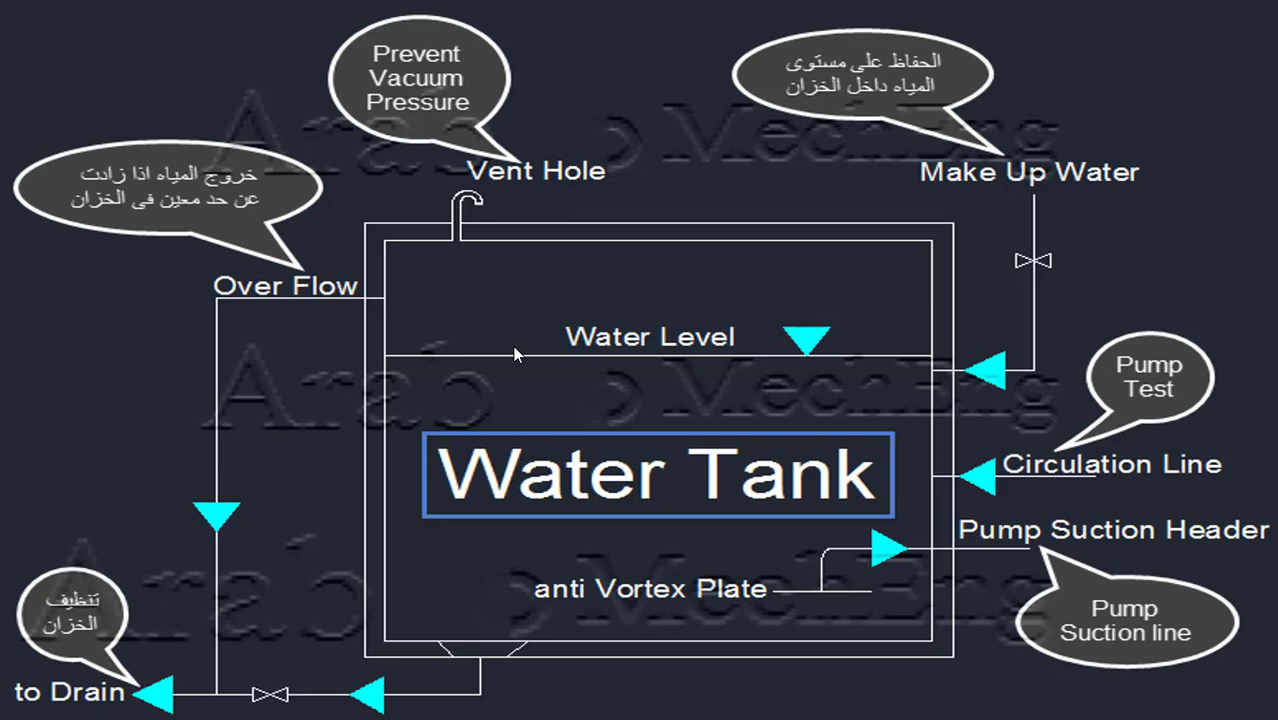 Prevent
Vacuum
Pressure
الحفاظ على مستوى
المياه داخل الخزان
Vent Hole
Make Up Water
خروج المياه اذا زادت
عن حد معين فى الخزان
Over Flow
Water Level
Pump
Test
Water Tank
Circulation Line
Pump Suction Header
anti Vortex Plate
تنظيف
الخزان
Pump
Suction line
to Drain